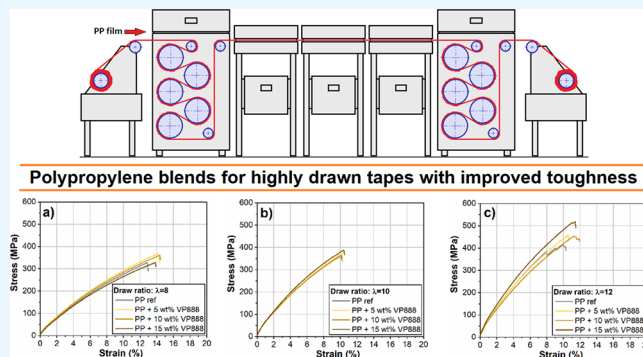 PP film
Polypropylene blends for highly drawn tapes with improved toughness
a)
600
500
400
300
200
100
0
Stress (MPa)
Draw ratio: λ=8
PP ref
PP + 5 wt% VP888
PP + 10 wt% VP888
PP + 15 wt% VP888
0 2 4 6 8 10 12 14 16 18 20
Strain (%)
b)
600
500
400
300
200
100
0
Stress (MPa)
Draw ratio: λ=10
PP ref
PP + 5 wt% VP888
PP + 10 wt% VP888
PP + 15 wt% VP888
0 2 4 6 8 10 12 14 16 18 20
Strain (%)
c)
600
500
400
300
200
100
0
Stress (MPa)
Draw ratio: λ=12
PP ref
PP + 5 wt% VP888
PP + 10 wt% VP888
PP + 15 wt% VP888
0 2 4 6 8 10 12 14 16 18 20
Strain (%)